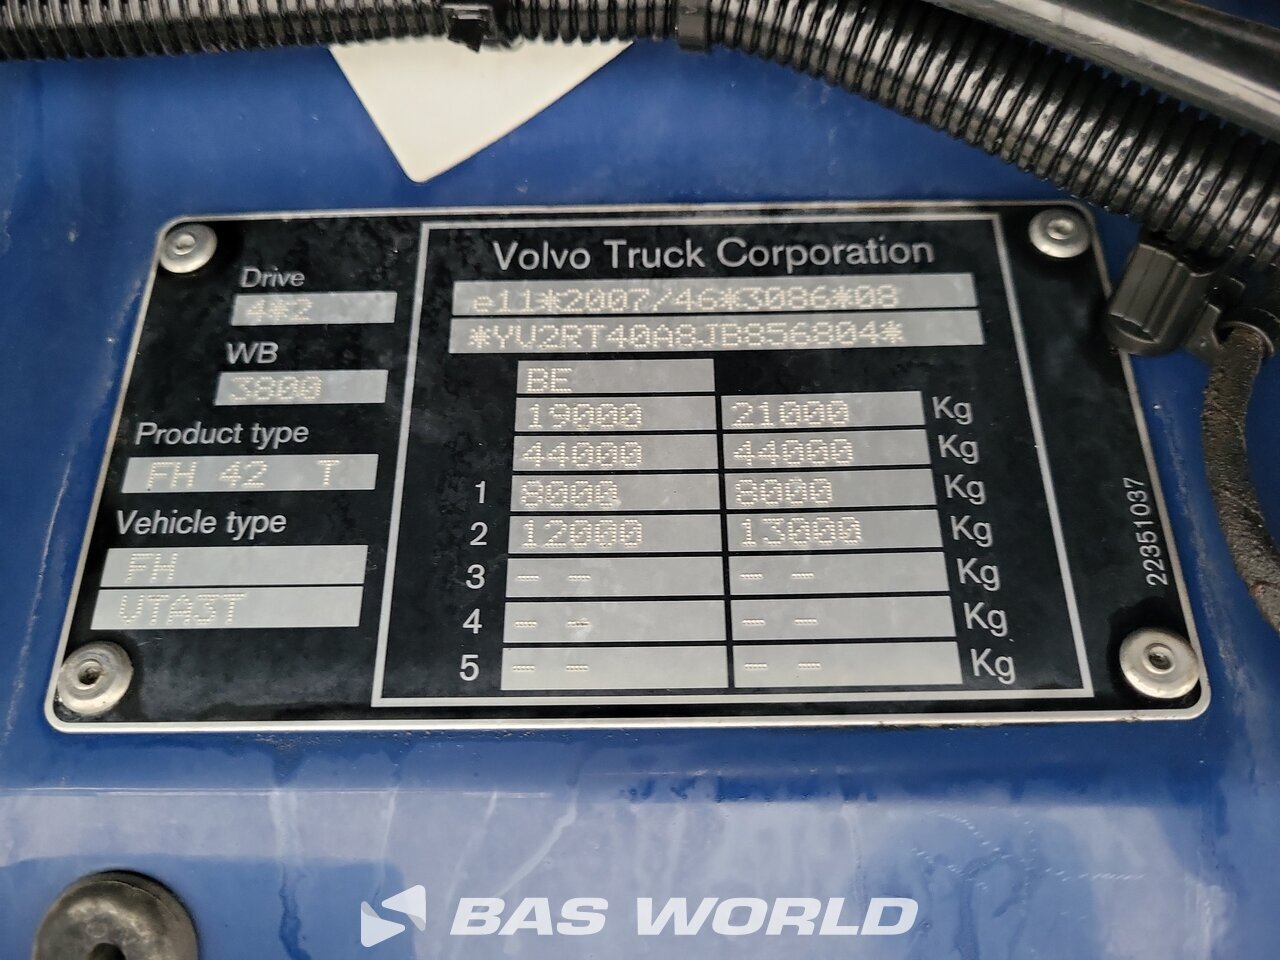 Volvo Truck Corporation
Drive
4*2
WB
3800
Product type
FH 42 T
Vehicle type
FH
VTA3T
e11*2007/46*3086*08
*YV2RT40A8JB856804*
BE
19000 21000 Kg
44000 44000 Kg
1 8000 8000 Kg
2 12000 13000 Kg
3 -- -- -- -- Kg
4 -- -- -- -- Kg
5 -- -- -- -- Kg
22351037
BAS WORLD